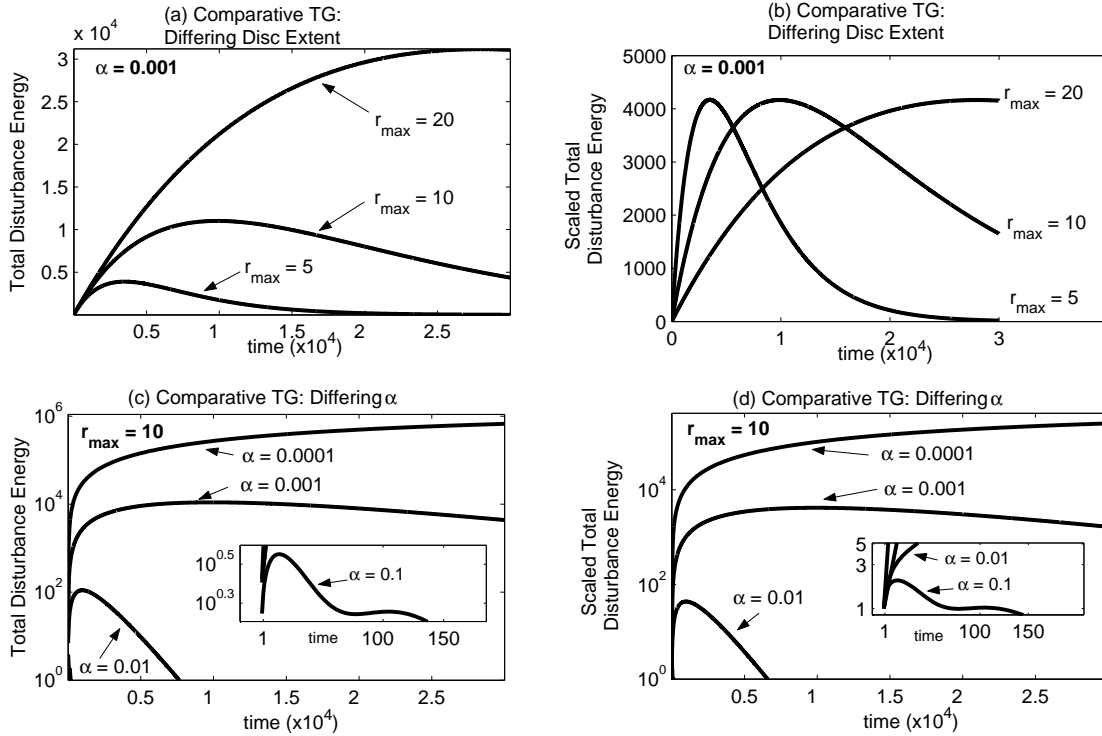 (a) Comparative TG:
Differing Disc Extent
x 10^4
α = 0.001
3
2.5
2
1.5
1
0.5
Total Disturbance Energy
r_max = 20
r_max = 10
r_max = 5
0.5 1 1.5 2 2.5
time (x10^4)
(b) Comparative TG:
Differing Disc Extent
5000
4000
3000
2000
1000
0
Scaled Total
Disturbance Energy
α = 0.001
r_max = 20
r_max = 10
r_max = 5
0 1 2 3
time (x10^4)
(c) Comparative TG: Differing α
10^6
10^4
10^2
10^0
Total Disturbance Energy
r_max = 10
α = 0.0001
α = 0.001
α = 0.01
10^0.5
10^0.3
α = 0.1
1 100 150
time
0.5 1 1.5 2 2.5
time (x10^4)
(d) Comparative TG: Differing α
10^4
10^2
10^0
Scaled Total
Disturbance Energy
r_max = 10
α = 0.0001
α = 0.001
α = 0.01
5
3
1
α = 0.01
α = 0.1
1 100 150
time
0.5 1 1.5 2 2.5
time (x10^4)